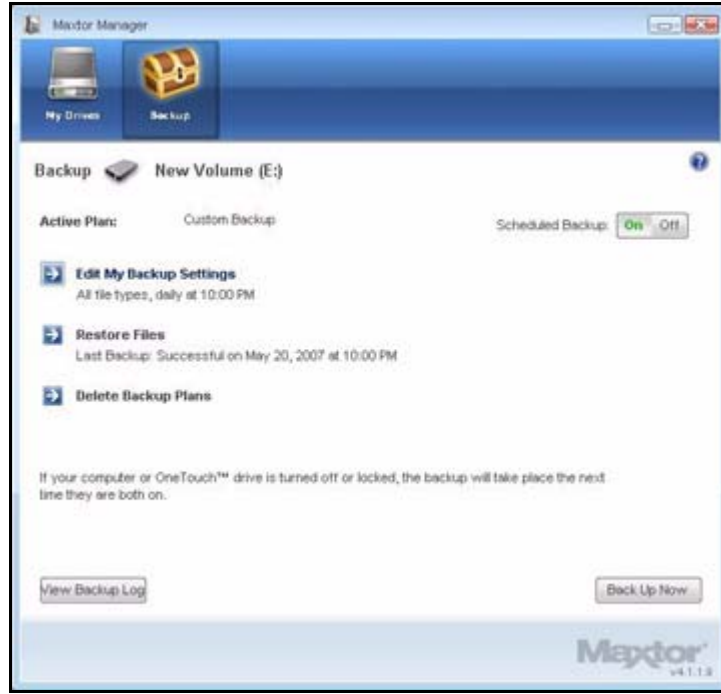 Maxtor Manager
My Drives
Backup
Backup New Volume (E:)
Active Plan: Custom Backup
Scheduled Backup: On Off
Edit My Backup Settings
All file types, daily at 10:00 PM
Restore Files
Last Backup: Successful on May 20, 2007 at 10:00 PM
Delete Backup Plans
If your computer or OneTouch™ drive is turned off or locked, the backup will take place the next
time they are both on.
View Backup Log
Back Up Now
Maxtor